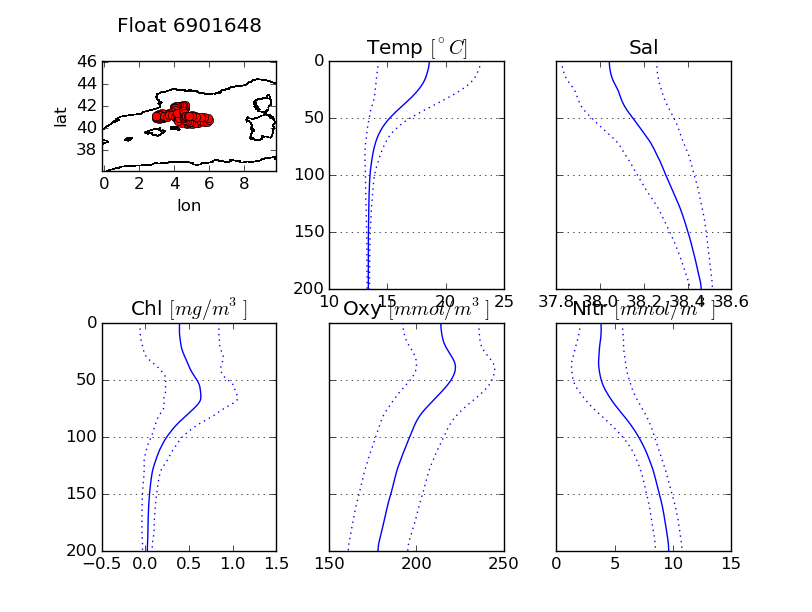 Float 6901648
Temp [°C]
Sal
46
44
42
40
38
lat
0 2 4 6 8
lon
0
50
100
150
200
10 15 20 25
37.8 38.0 38.2 38.4 38.6
Chl [mg/m³ ]
Oxy [mmol/m³ ]
Nitr [mmol/m³ ]
0
50
100
150
200
−0.5 0.0 0.5 1.0 1.5
150 200 250
0 5 10 15